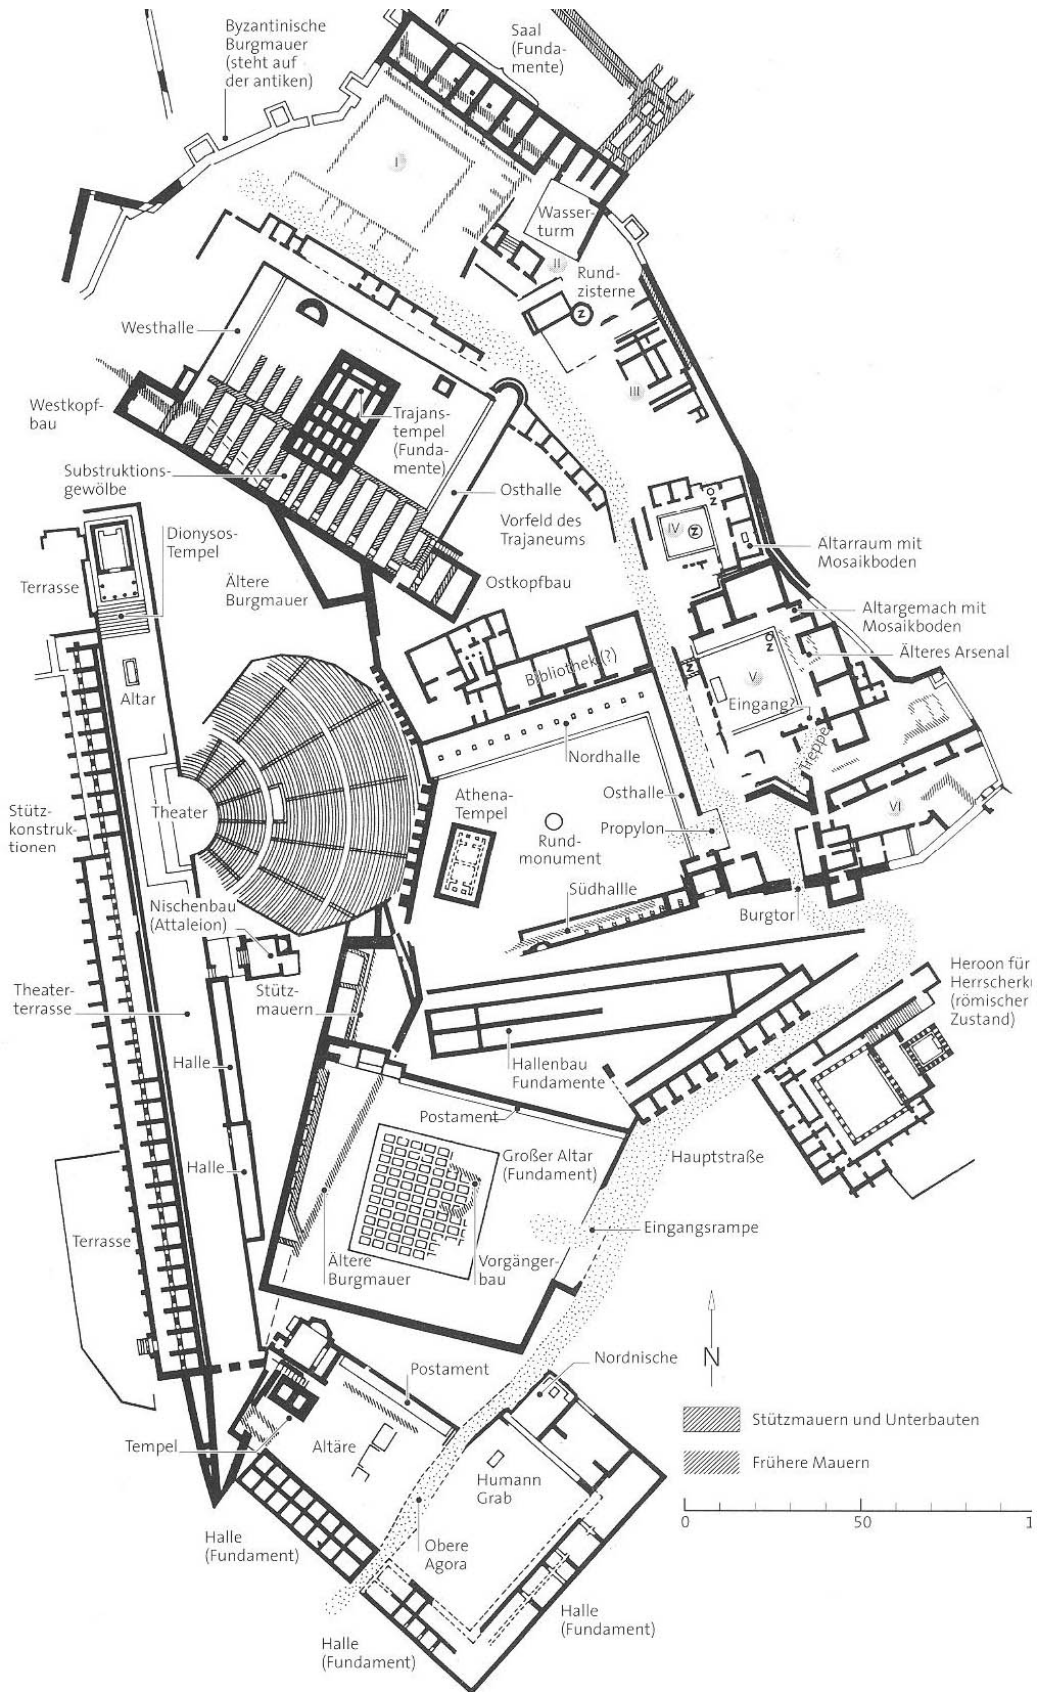 Byzantinische
Burgmauer
(steht auf
der antiken)
Saal
(Funda-
mente)
I
Wasser-
turm
II
Rund-
zisterne
Z
III
Westhalle
Westkopf-
bau
Trajans-
tempel
(Funda-
mente)
Substruktions-
gewölbe
Osthalle
Vorfeld des
Trajaneums
Ostkopfbau
Dionysos-
Tempel
Terrasse
Ältere
Burgmauer
Z
IV
Z
Altarraum mit
Mosaikboden
Altargemach mit
Mosaikboden
Älteres Arsenal
Z
Z
V
Eingang?
Treppe
VI
Bibliothek (?)
Altar
Nordhalle
Osthalle
Propylon
Athena-
Tempel
Rund-
monument
Theater
Stütz-
konstruk-
tionen
Südhallle
Burgtor
Nischenbau
(Attaleion)
Stütz-
mauern
Theater-
terrasse
Heroon für
Herrscherku
(römischer
Zustand)
Halle
Hallenbau
Fundamente
Postament
Großer Altar
(Fundament)
Hauptstraße
Halle
Eingangsrampe
Terrasse
Ältere
Burgmauer
Vorgänger-
bau
Postament
Nordnische
N
Tempel
Altäre
Humann
Grab
Stützmauern und Unterbauten
Frühere Mauern
0 50 1
Halle
(Fundament)
Obere
Agora
Halle
(Fundament)
Halle
(Fundament)